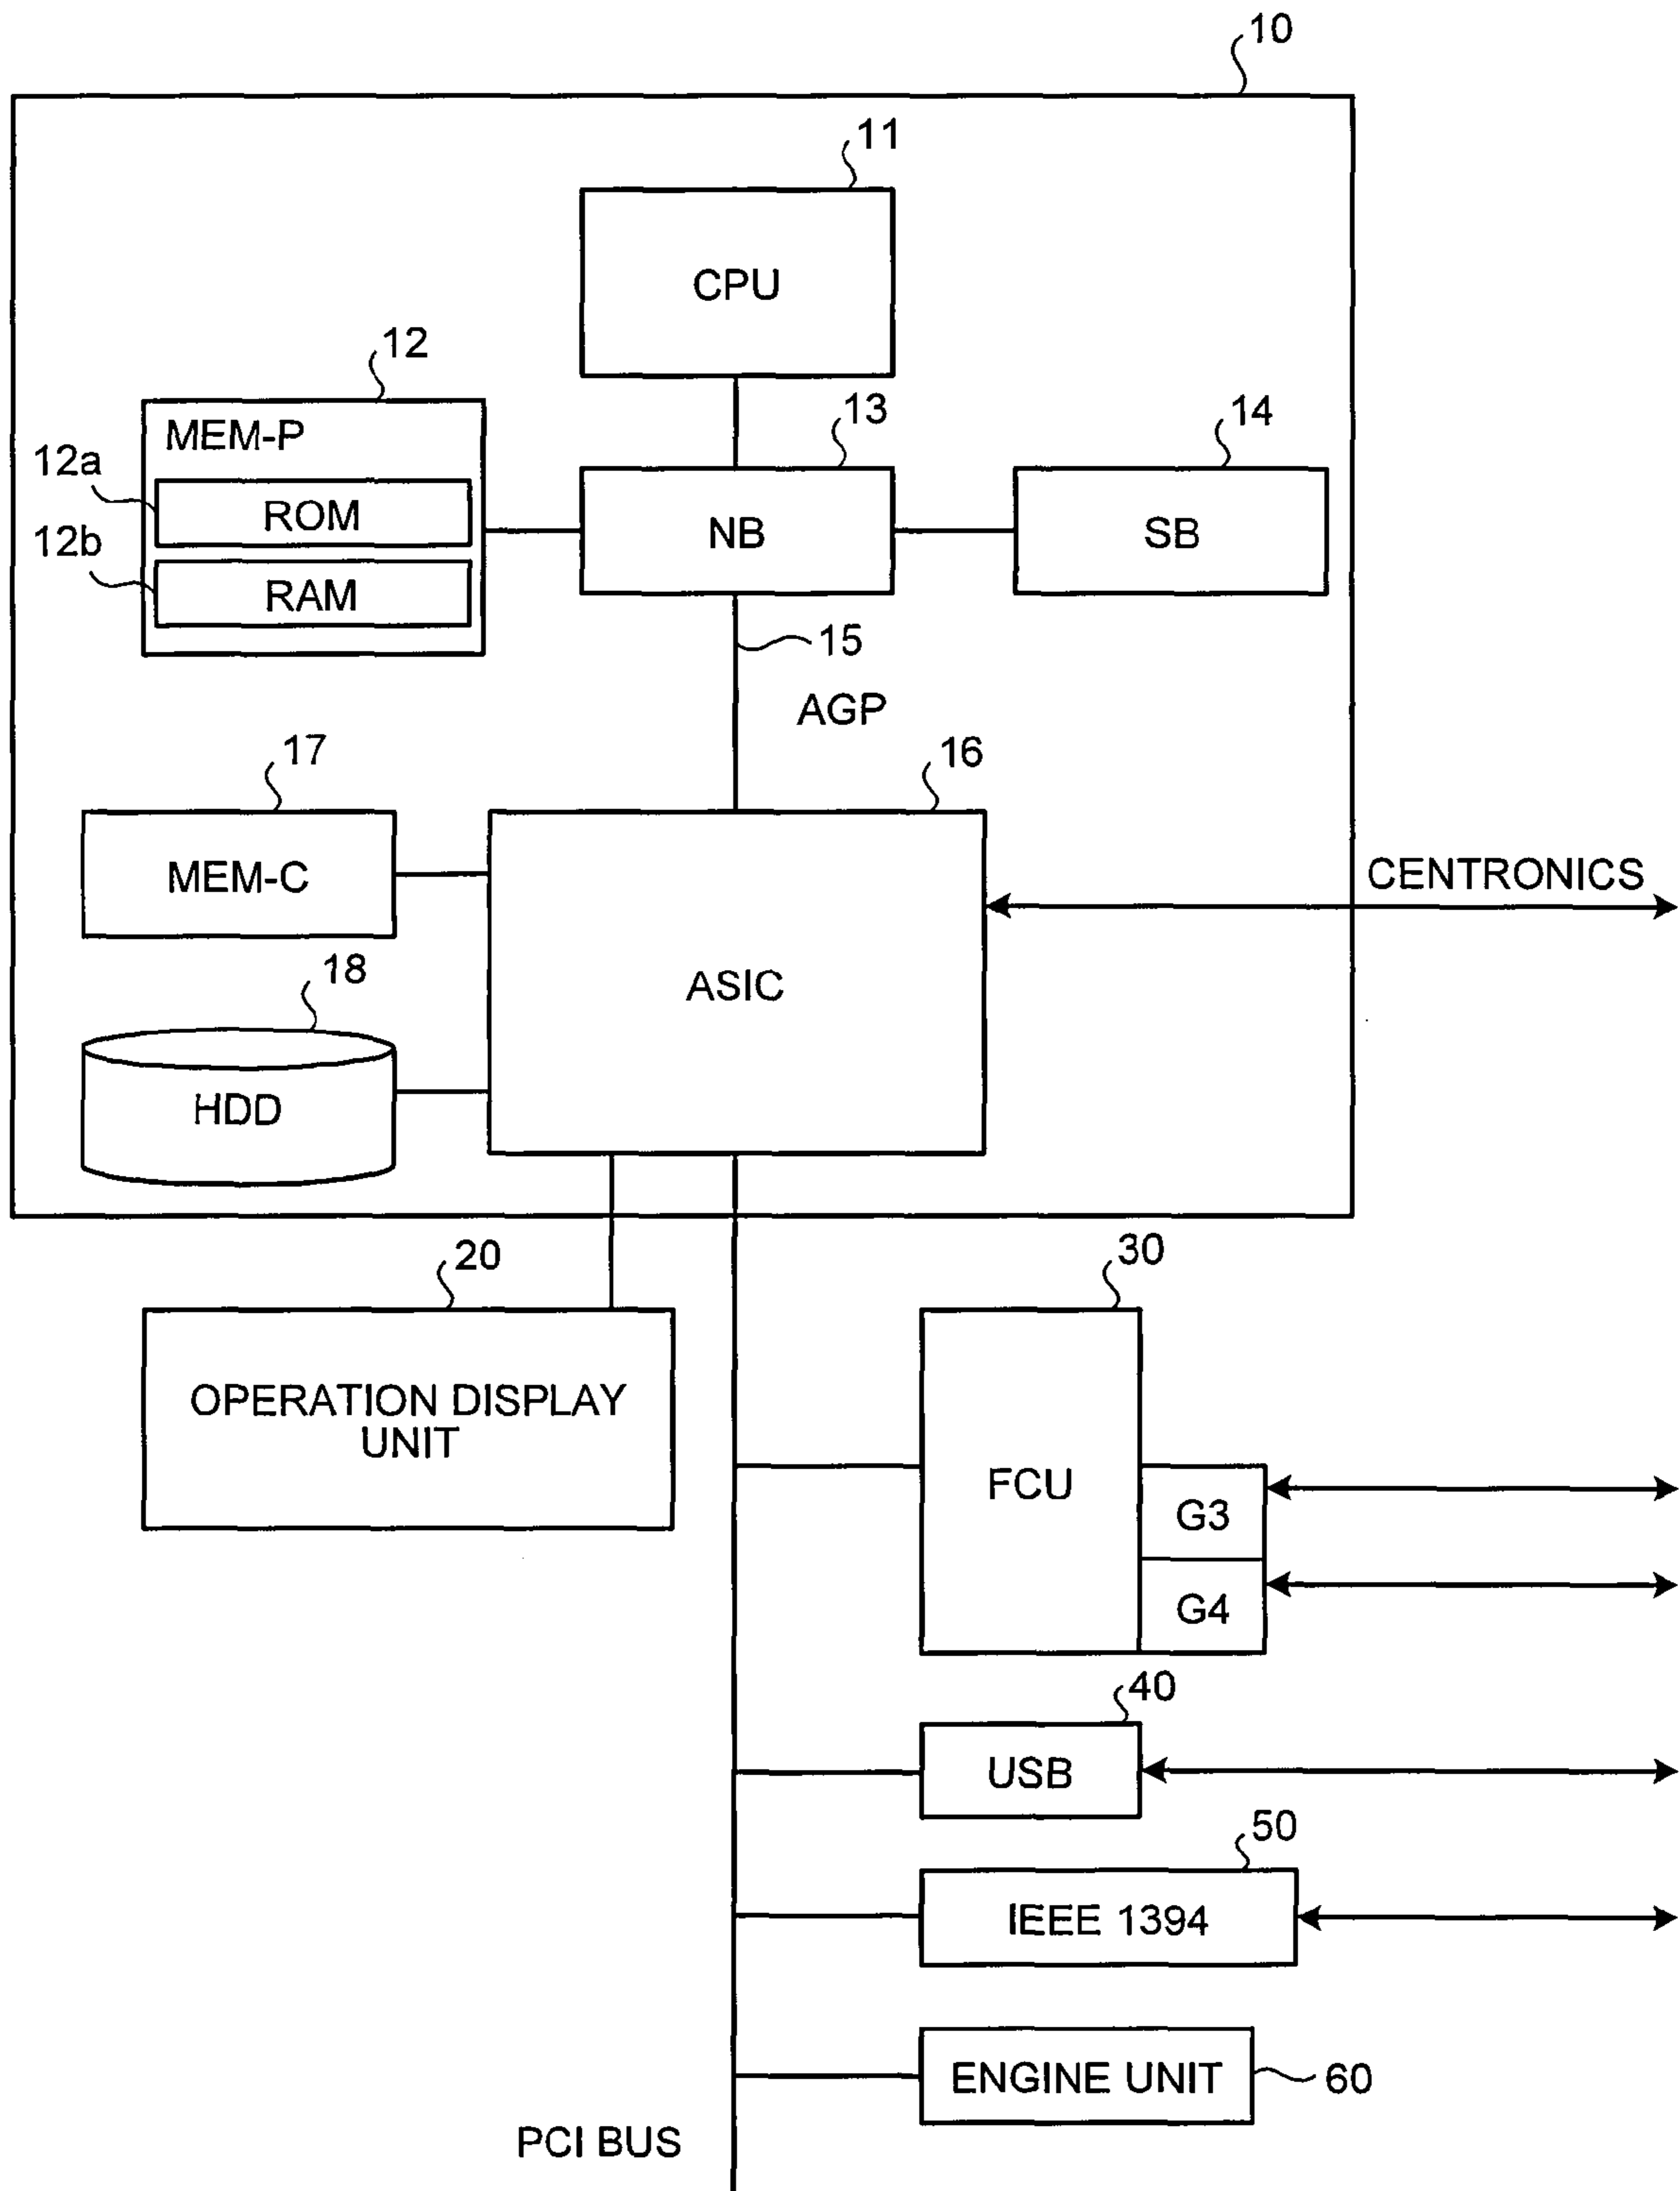 10
11
CPU
12
MEM-P
12a
ROM
12b
RAM
13
NB
14
SB
15
AGP
17
MEM-C
16
ASIC
CENTRONICS
18
HDD
20
OPERATION DISPLAY
UNIT
30
FCU
G3
G4
40
USB
50
IEEE 1394
ENGINE UNIT
60
PCI BUS